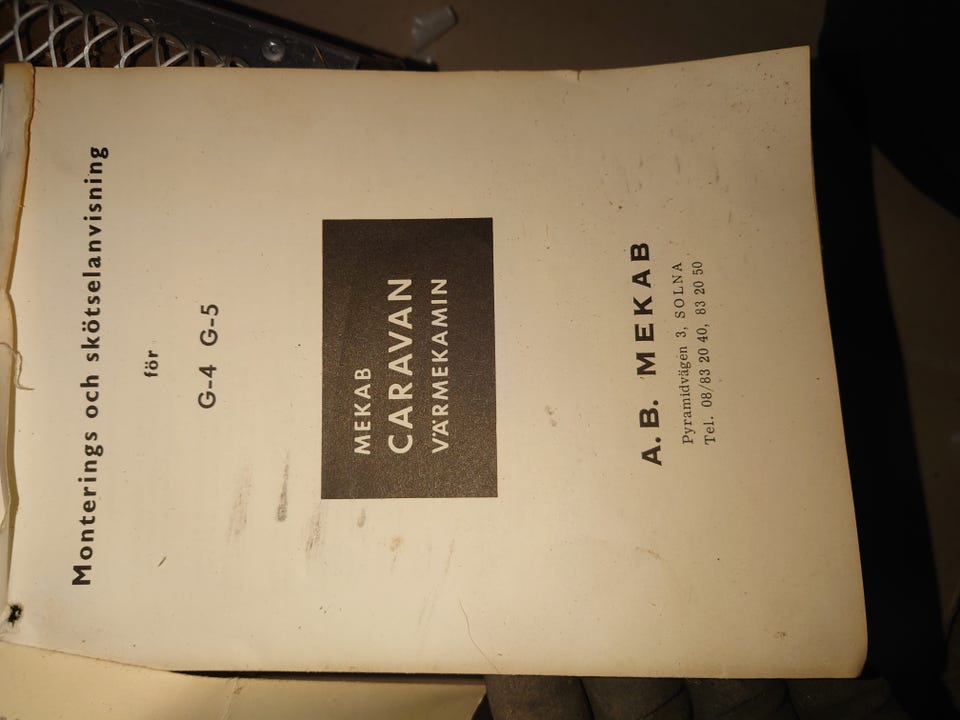 Monterings och skötselanvisning
för
G-4 G-5
MEKAB
CARAVAN
VÄRMEKAMIN
A.B. MEKAB
Pyramidvägen 3, SOLNA
Tel. 08/83 20 40, 83 20 50